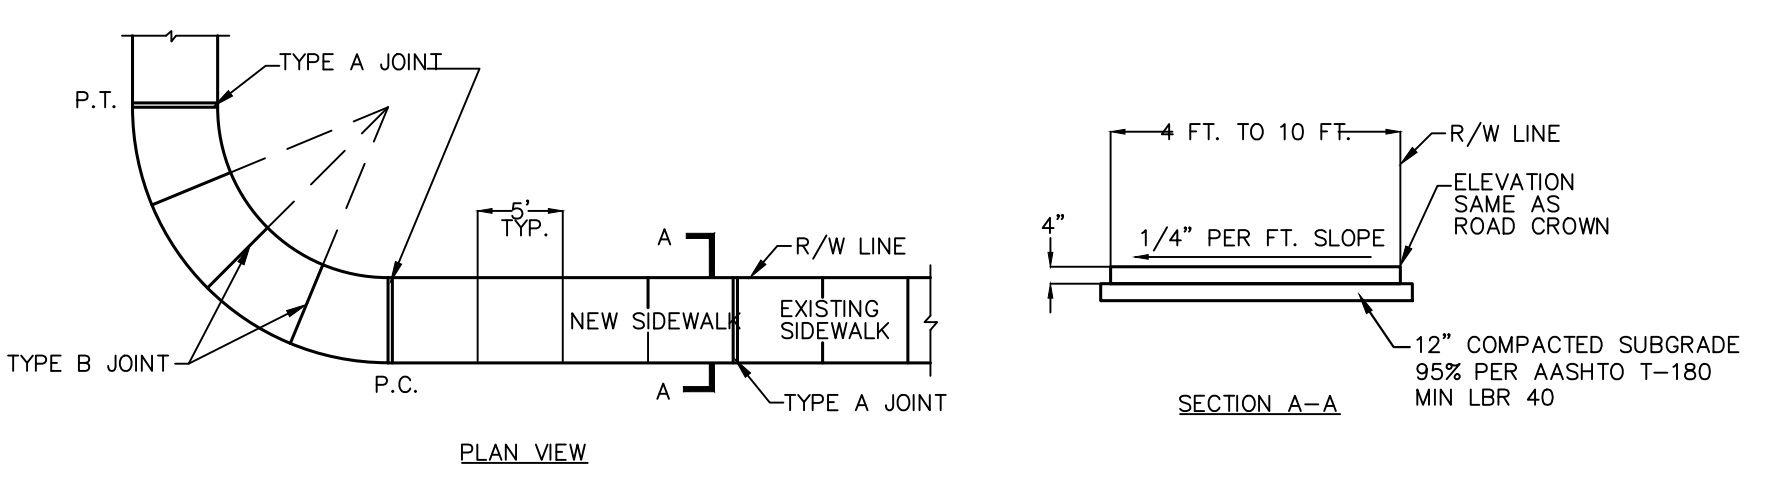 TYPE A JOINT
P.T.
5'
TYP.
A
R/W LINE
NEW SIDEWALK
EXISTING
SIDEWALK
TYPE B JOINT
P.C.
A
TYPE A JOINT
PLAN VIEW
4 FT. TO 10 FT.
R/W LINE
ELEVATION
SAME AS
ROAD CROWN
4"
1/4" PER FT. SLOPE
12" COMPACTED SUBGRADE
95% PER AASHTO T-180
MIN LBR 40
SECTION A-A